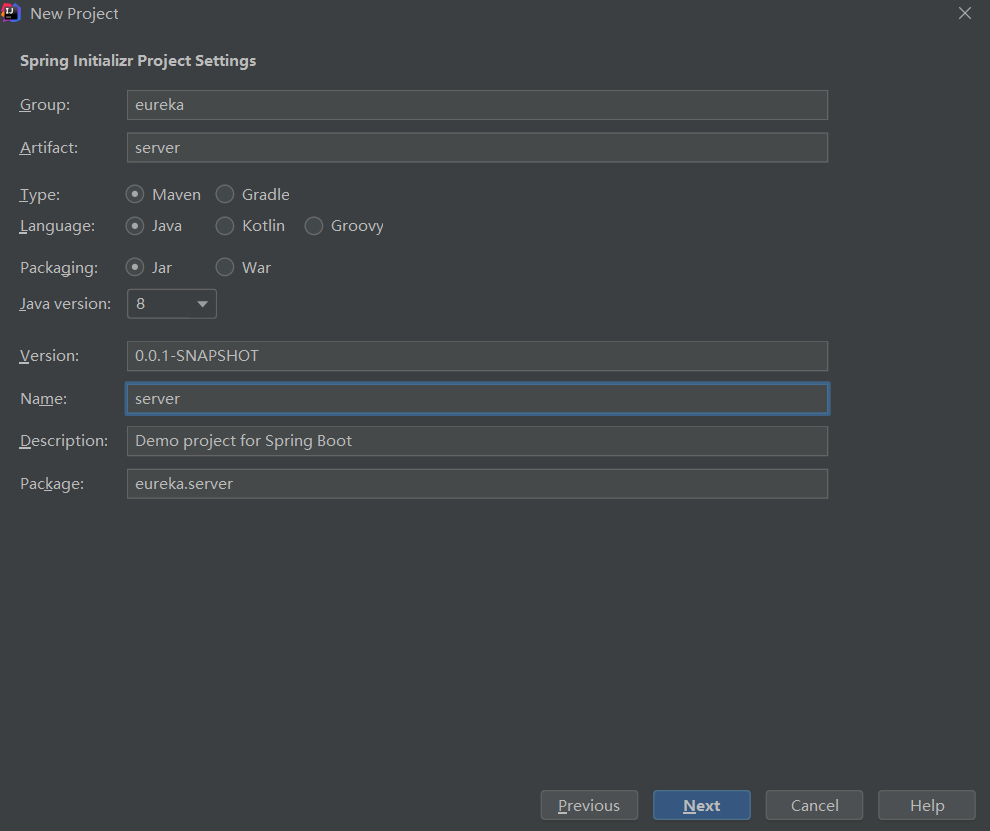 New Project
Spring Initializr Project Settings
Group: eureka
Artifact: server
Type: Maven Gradle
Language: Java Kotlin Groovy
Packaging: Jar War
Java version: 8
Version: 0.0.1-SNAPSHOT
Name: server
Description: Demo project for Spring Boot
Package: eureka.server
Previous Next Cancel Help